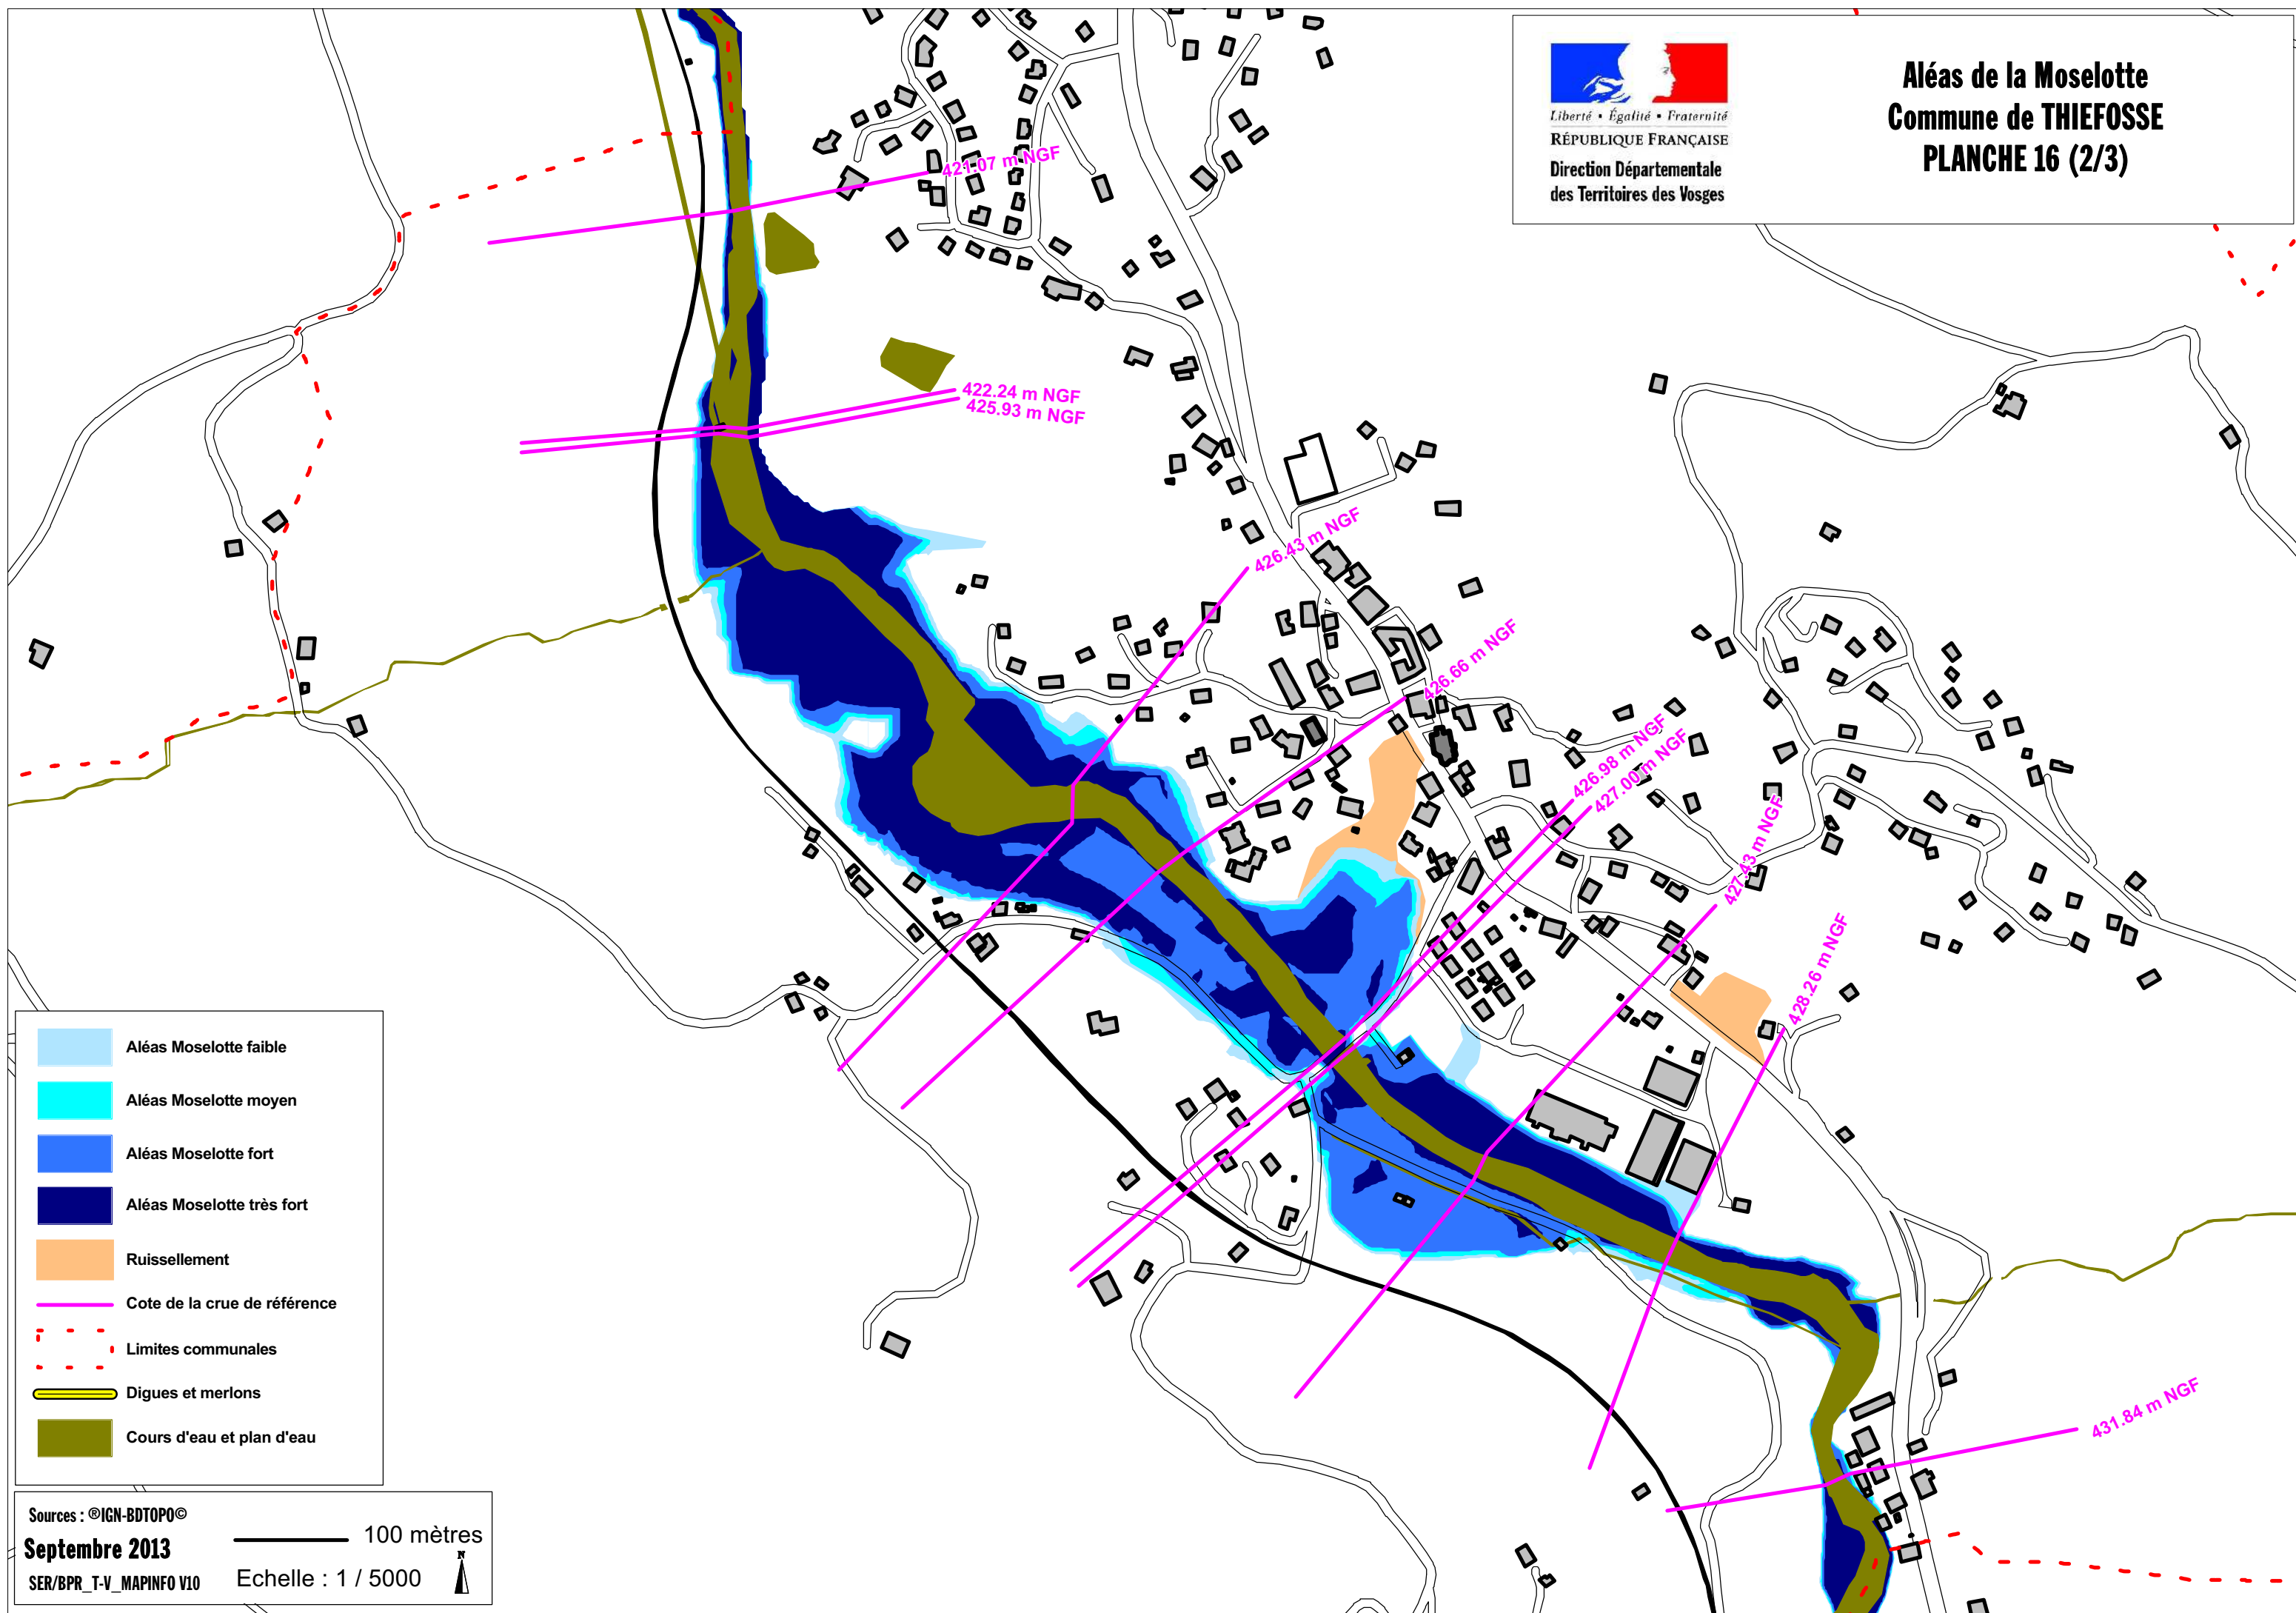 Liberté • Égalité • Fraternité
RÉPUBLIQUE FRANÇAISE
Direction Départementale
des Territoires des Vosges
Aléas de la Moselotte
Commune de THIEFOSSE
PLANCHE 16 (2/3)
421.07 m NGF
422.24 m NGF
425.93 m NGF
426.43 m NGF
426.66 m NGF
426.98 m NGF
427.00 m NGF
427.43 m NGF
428.26 m NGF
431.84 m NGF
Aléas Moselotte faible
Aléas Moselotte moyen
Aléas Moselotte fort
Aléas Moselotte très fort
Ruissellement
Cote de la crue de référence
Limites communales
Digues et merlons
Cours d'eau et plan d'eau
Sources : ®IGN-BDTOPO©
Septembre 2013
SER/BPR_T-V_MAPINFO V10
100 mètres
Echelle : 1 / 5000
N